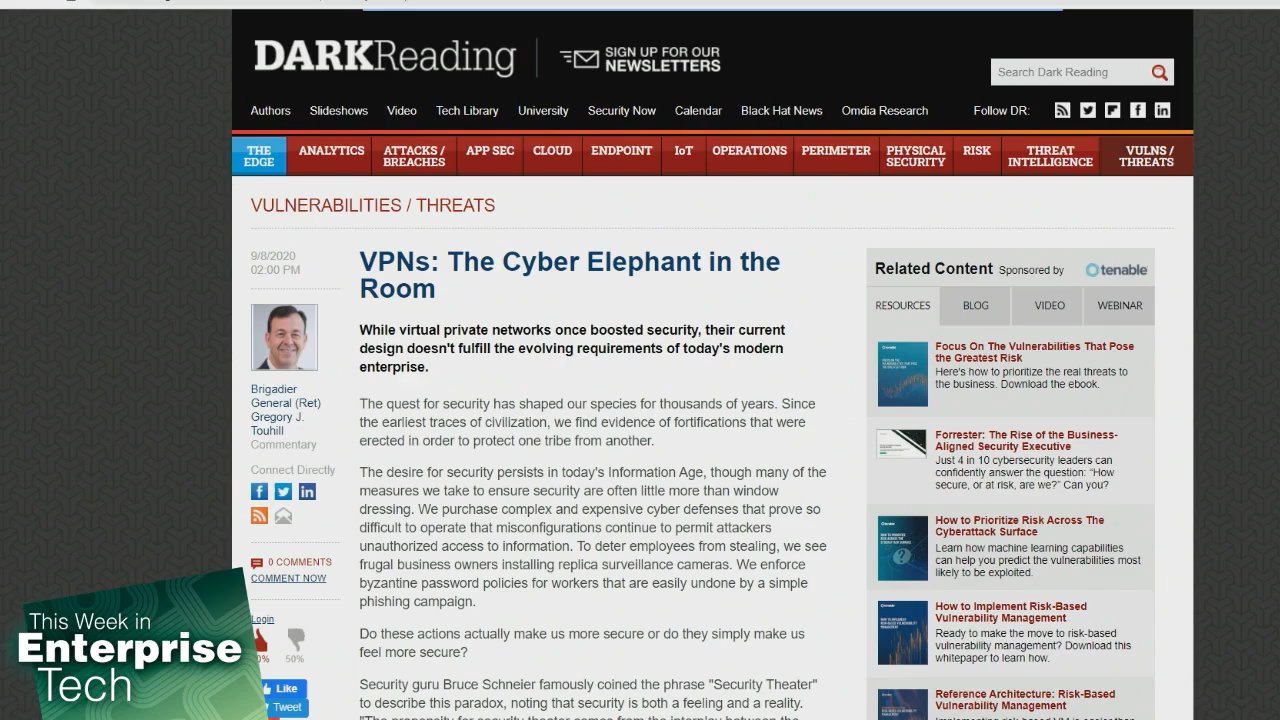 DARKReading
SIGN UP FOR OUR
NEWSLETTERS
Search Dark Reading
Authors Slideshows Video Tech Library University Security Now Calendar Black Hat News Omdia Research Follow DR:
THE EDGE ANALYTICS ATTACKS / BREACHES APP SEC CLOUD ENDPOINT IoT OPERATIONS PERIMETER PHYSICAL SECURITY RISK THREAT INTELLIGENCE VULNS / THREATS
VULNERABILITIES / THREATS
9/8/2020
02:00 PM
Brigadier
General (Ret)
Gregory J.
Touhill
Commentary
Connect Directly
0 COMMENTS
COMMENT NOW
Login
50%
Like
Tweet
VPNs: The Cyber Elephant in the
Room
While virtual private networks once boosted security, their current
design doesn't fulfill the evolving requirements of today's modern
enterprise.
The quest for security has shaped our species for thousands of years. Since
the earliest traces of civilization, we find evidence of fortifications that were
erected in order to protect one tribe from another.
The desire for security persists in today's Information Age, though many of the
measures we take to ensure security are often little more than window
dressing. We purchase complex and expensive cyber defenses that prove so
difficult to operate that misconfigurations continue to permit attackers
unauthorized access to information. To deter employees from stealing, we see
frugal business owners installing replica surveillance cameras. We enforce
byzantine password policies for workers that are easily undone by a simple
phishing campaign.
Do these actions actually make us more secure or do they simply make us
feel more secure?
Security guru Bruce Schneier famously coined the phrase "Security Theater"
to describe this paradox, noting that security is both a feeling and a reality.
"The propensity for security theater comes from the interplay between the
Related Content Sponsored by tenable
RESOURCES BLOG VIDEO WEBINAR
Focus On The Vulnerabilities That Pose
the Greatest Risk
Here's how to prioritize the real threats to
the business. Download the ebook.
Forrester: The Rise of the Business-
Aligned Security Executive
Just 4 in 10 cybersecurity leaders can
confidently answer the question: "How
secure, or at risk, are we?" Can you?
How to Prioritize Risk Across The
Cyberattack Surface
Learn how machine learning capabilities
can help you predict the vulnerabilities most
likely to be exploited.
How to Implement Risk-Based
Vulnerability Management
Ready to make the move to risk-based
vulnerability management? Download this
whitepaper to learn how.
Reference Architecture: Risk-Based
Vulnerability Management
This Week in
Enterprise
Tech